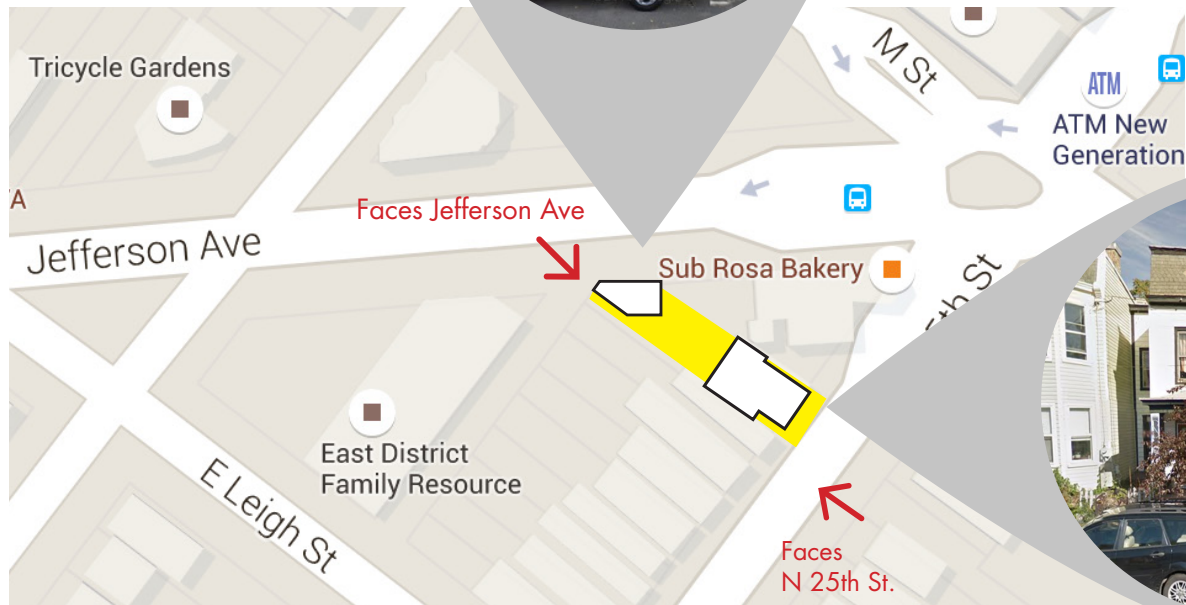 M St
Tricycle Gardens
ATM
ATM New
Generation
Faces Jefferson Ave
Jefferson Ave
Sub Rosa Bakery
5th St
East District
Family Resource
E Leigh St
Faces
N 25th St.